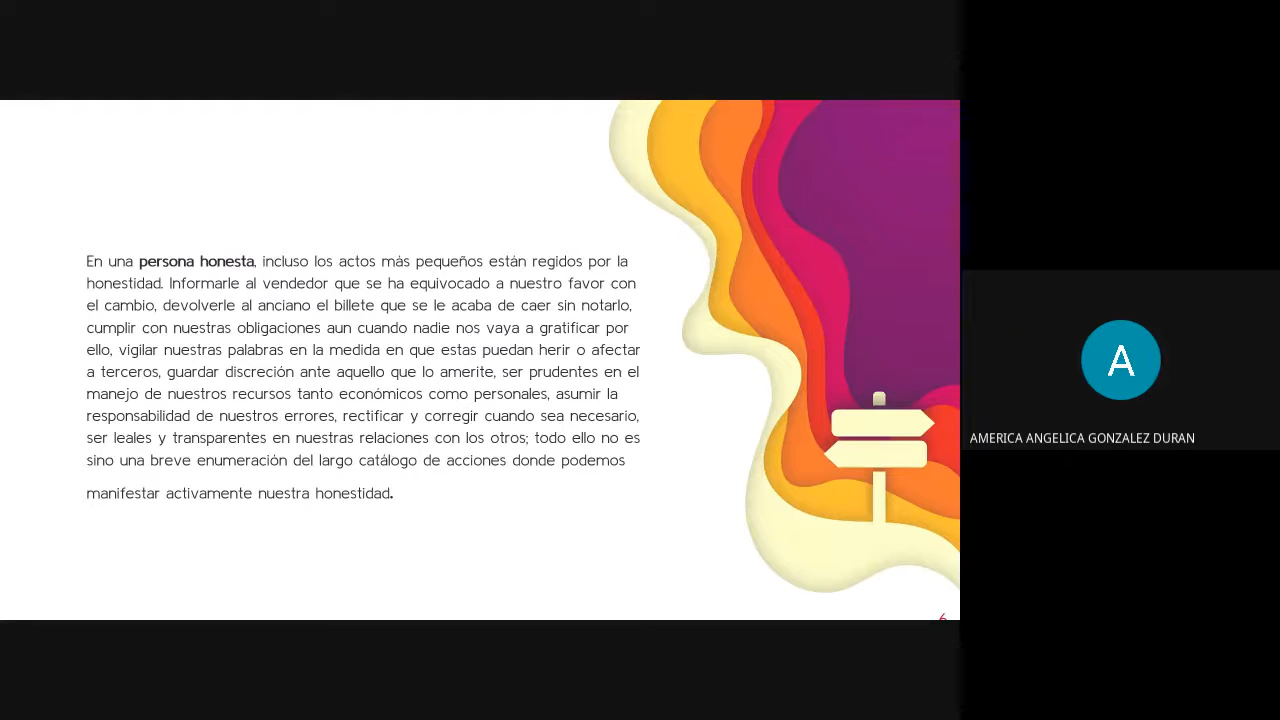 En una persona honesta, incluso los actos más pequeños están regidos por la
honestidad. Informarle al vendedor que se ha equivocado a nuestro favor con
el cambio, devolverle al anciano el billete que se le acaba de caer sin notarlo,
cumplir con nuestras obligaciones aun cuando nadie nos vaya a gratificar por
ello, vigilar nuestras palabras en la medida en que estas puedan herir o afectar
a terceros, guardar discreción ante aquello que lo amerite, ser prudentes en el
manejo de nuestros recursos tanto económicos como personales, asumir la
responsabilidad de nuestros errores, rectificar y corregir cuando sea necesario,
ser leales y transparentes en nuestras relaciones con los otros; todo ello no es
sino una breve enumeración del largo catálogo de acciones donde podemos
manifestar activamente nuestra honestidad.
6
A
AMERICA ANGELICA GONZALEZ DURAN